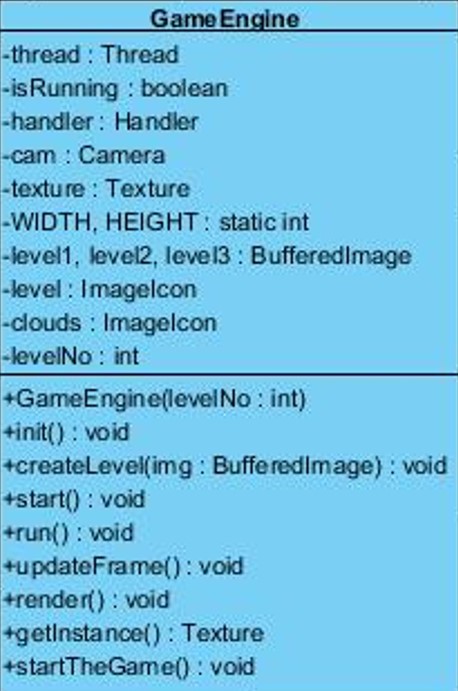 GameEngine
-thread : Thread
-isRunning : boolean
-handler : Handler
-cam : Camera
-texture : Texture
-WIDTH, HEIGHT : static int
-level1, level2, level3 : BufferedImage
-level : ImageIcon
-clouds : ImageIcon
-levelNo : int
+GameEngine(levelNo : int)
+init() : void
+createLevel(img : BufferedImage) : void
+start() : void
+run() : void
+updateFrame() : void
+render() : void
+getInstance() : Texture
+startTheGame() : void